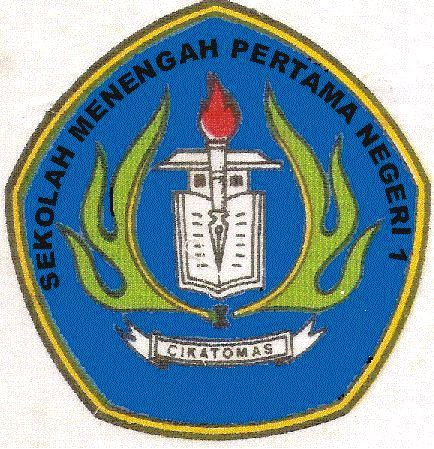 SEKOLAH MENENGAH PERTAMA NEGERI 1
CIKATOMAS